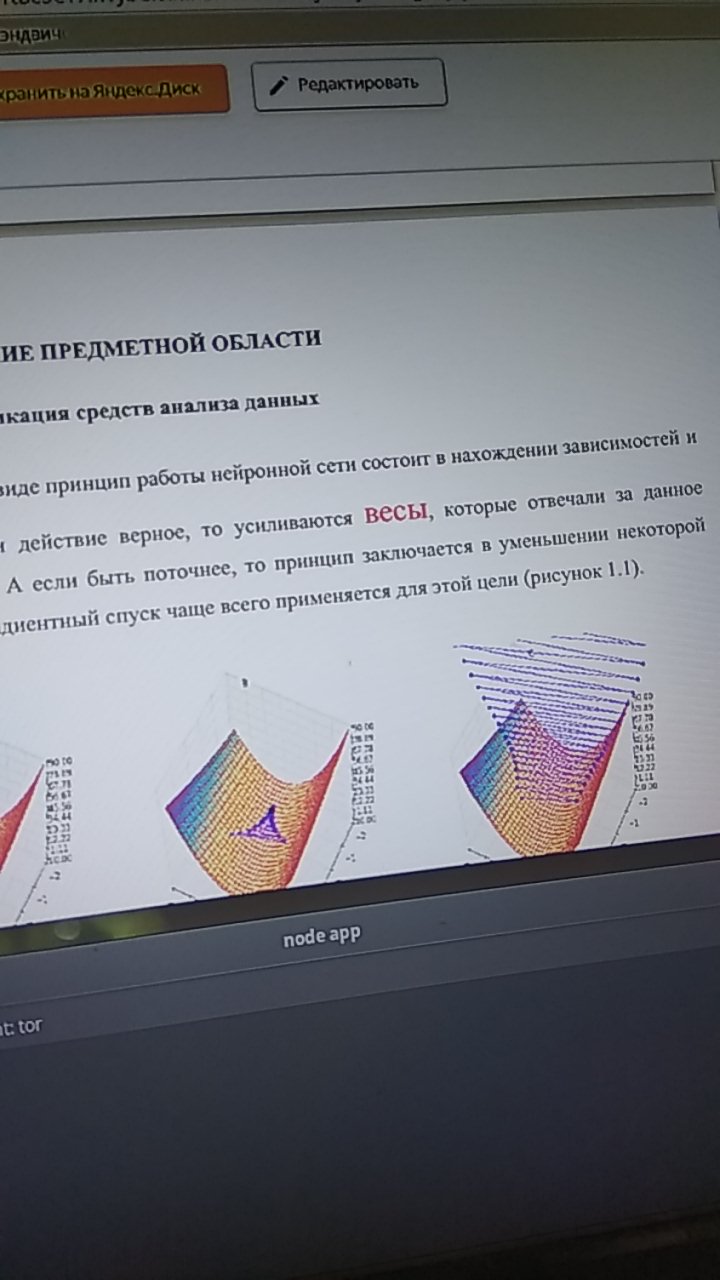 эндвич
хранить на Яндекс.Диск
Редактировать
ИЕ ПРЕДМЕТНОЙ ОБЛАСТИ
икация средств анализа данных
виде принцип работы нейронной сети состоит в нахождении зависимостей и
и действие верное, то усиливаются весы, которые отвечали за данное
А если быть поточнее, то принцип заключается в уменьшении некоторой
диентный спуск чаще всего применяется для этой цели (рисунок 1.1).
node app
t: tor